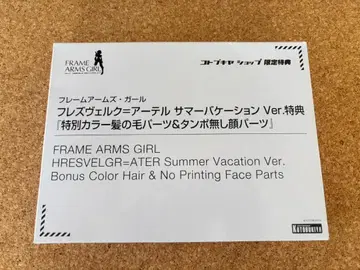 FRAME
ARMS GIRL
コトブキヤ ショップ 限定特典
フレームアームズ・ガール
フレズヴェルク=アーテル サマーバケーション Ver.特典
『特別カラー髪の毛パーツ&タンポ無し顔パーツ』
FRAME ARMS GIRL
HRESVELGR=ATER Summer Vacation Ver.
Bonus Color Hair & No Printing Face Parts
KOTOBUKIYA